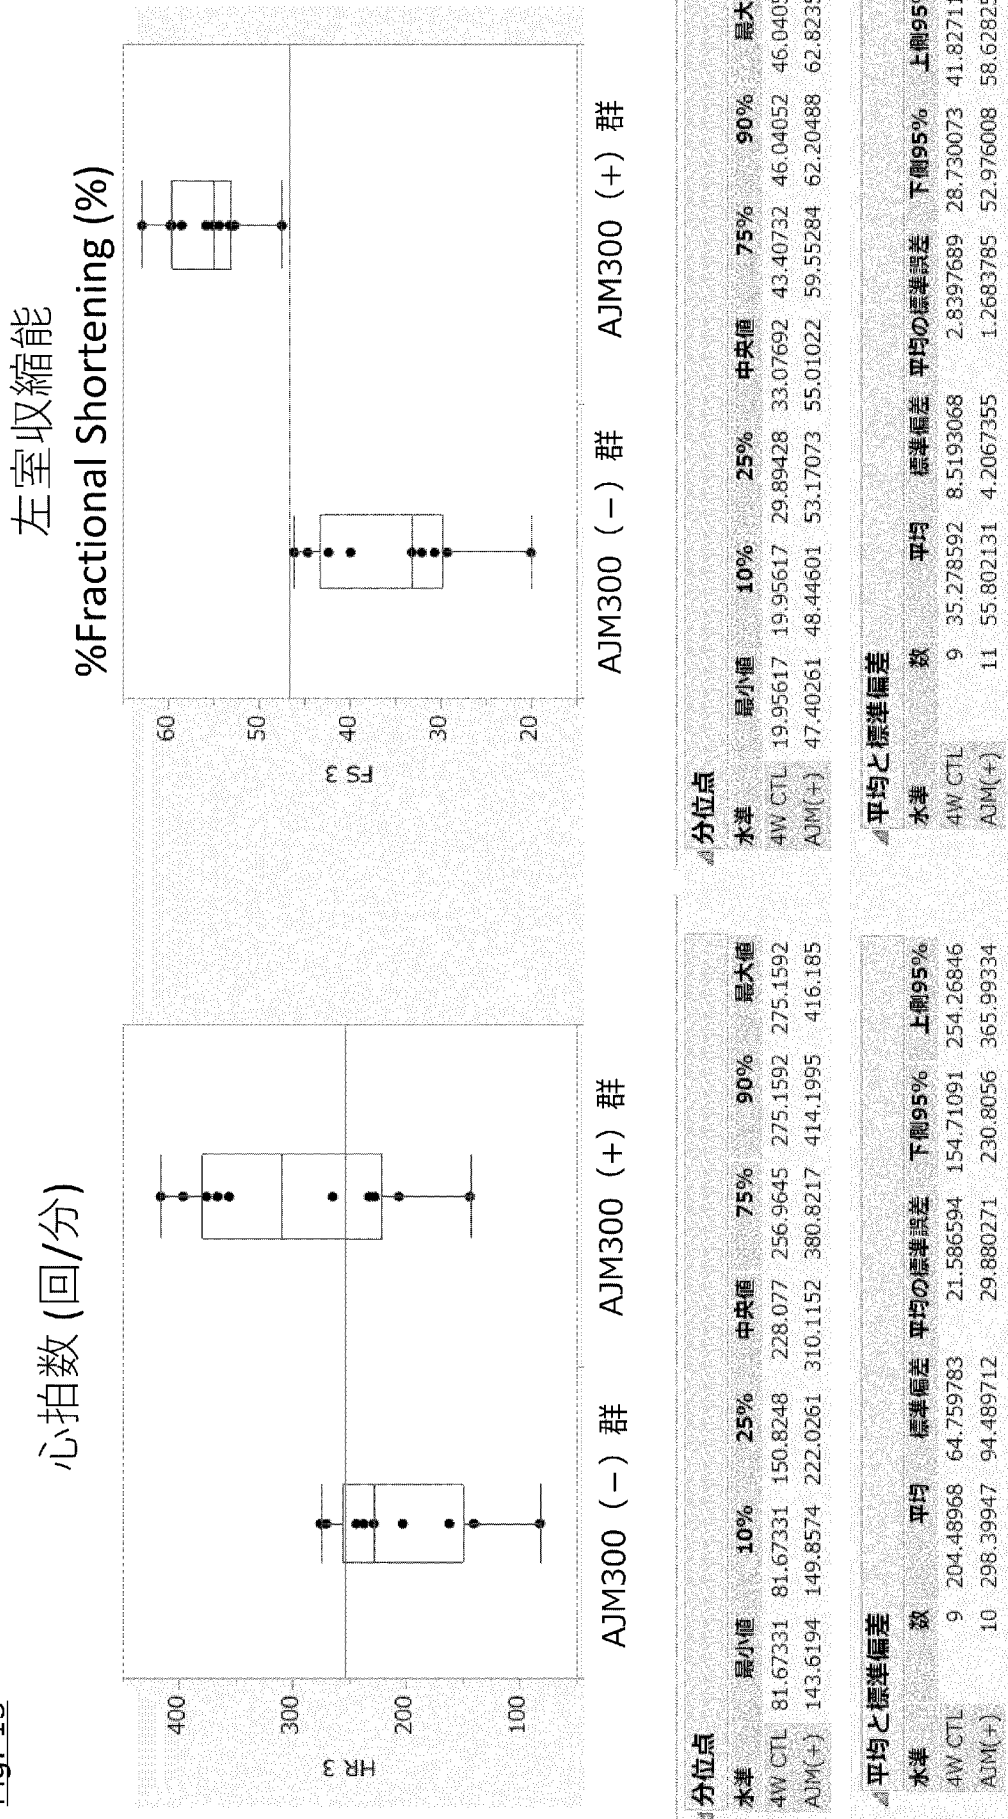 心拍数 (回/分)
HR 3
400
300
200
100
AJM300（−）群
AJM300（+）群
分位点
水準 最小値 10% 25% 中央値 75% 90% 最大値
4W CTL 81.67331 81.67331 150.8248 228.077 256.9645 275.1592 275.1592
AJM(+) 143.6194 149.8574 222.0261 310.1152 380.8217 414.1995 416.185
平均と標準偏差
水準 数 平均 標準偏差 平均の標準誤差 下側95% 上側95%
4W CTL 9 204.48968 64.759783 21.586594 154.71091 254.26846
AJM(+) 10 298.39947 94.489712 29.880271 230.8056 365.99334
左室収縮能
%Fractional Shortening (%)
FS 3
60
50
40
30
20
AJM300（−）群
AJM300（+）群
分位点
水準 最小値 10% 25% 中央値 75% 90% 最大
4W CTL 19.95617 19.95617 29.89428 33.07692 43.40732 46.04052 46.0405
AJM(+) 47.40261 48.44601 53.17073 55.01022 59.55284 62.20488 62.8235
平均と標準偏差
水準 数 平均 標準偏差 平均の標準誤差 下側95% 上側95%
4W CTL 9 35.278592 8.5193068 2.8397689 28.730073 41.82711
AJM(+) 11 55.802131 4.2067355 1.2683785 52.976008 58.62825